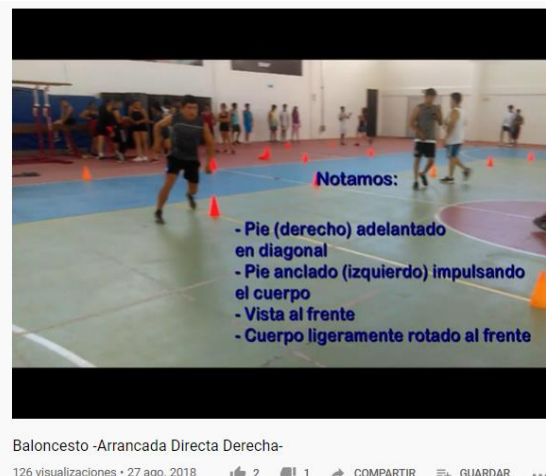 Notamos:
- Pie (derecho) adelantado
en diagonal
- Pie anclado (izquierdo) impulsando
el cuerpo
- Vista al frente
- Cuerpo ligeramente rotado al frente
Baloncesto -Arrancada Directa Derecha-
126 visualizaciones • 27 ago. 2018 2 1 COMPARTIR GUARDAR